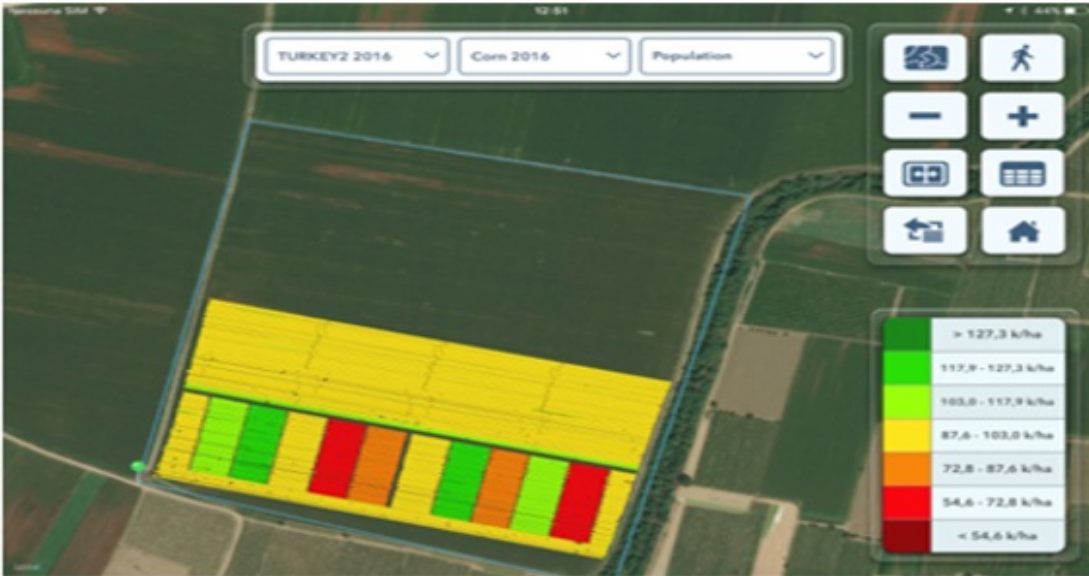 12:51
44%
TURKEY2 2016
Corn 2016
Population
> 127,3 k/ha
117,9 - 127,3 k/ha
103,0 - 117,9 k/ha
87,6 - 103,0 k/ha
72,8 - 87,6 k/ha
54,6 - 72,8 k/ha
< 54,6 k/ha